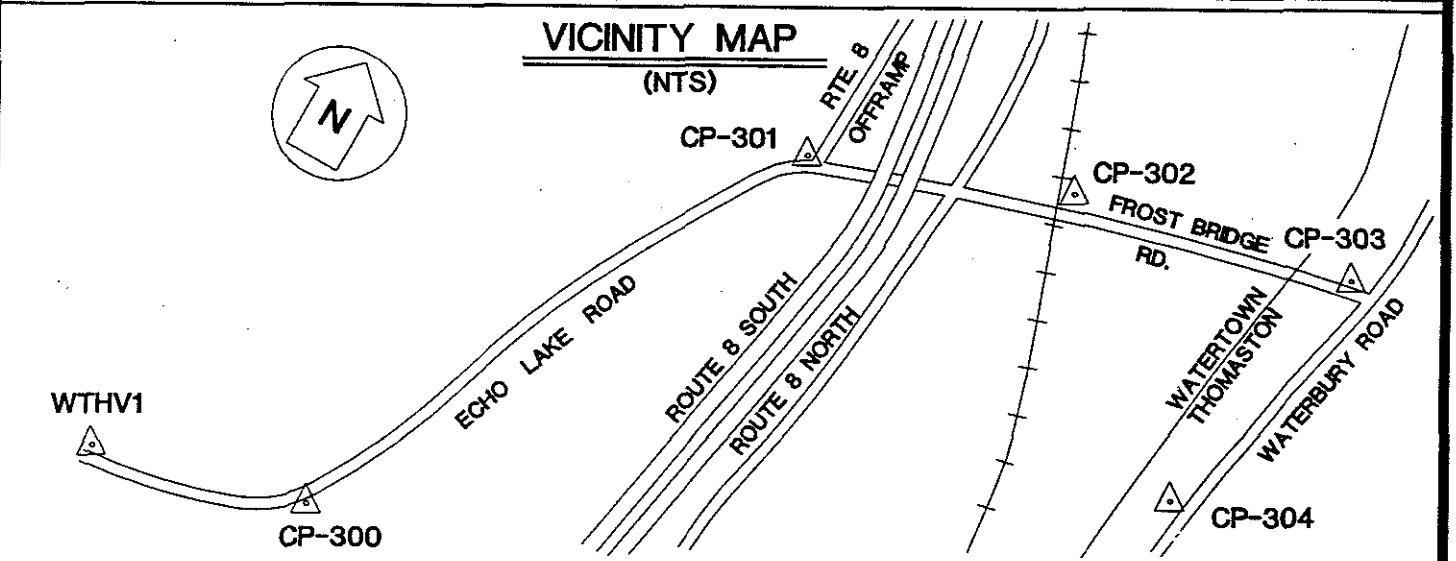 VICINITY MAP
(NTS)
N
RTE. 8
OFFRAMP
CP-301
CP-302
FROST BRIDGE
RD.
CP-303
ECHO LAKE ROAD
ROUTE 8 SOUTH
ROUTE 8 NORTH
WATERTOWN
THOMASTON
WATERBURY ROAD
WTHV1
CP-300
CP-304